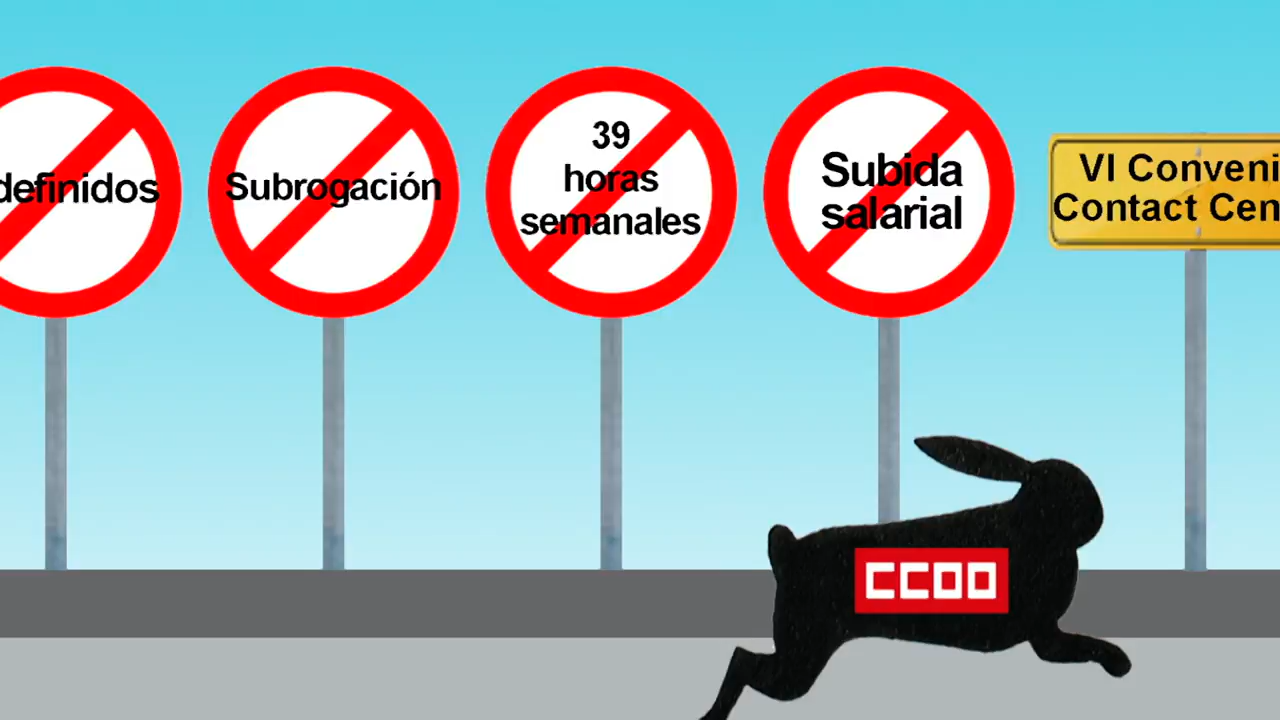 definidos
Subrogación
39
horas
semanales
Subida
salarial
VI Conveni
Contact Cen
CCOO